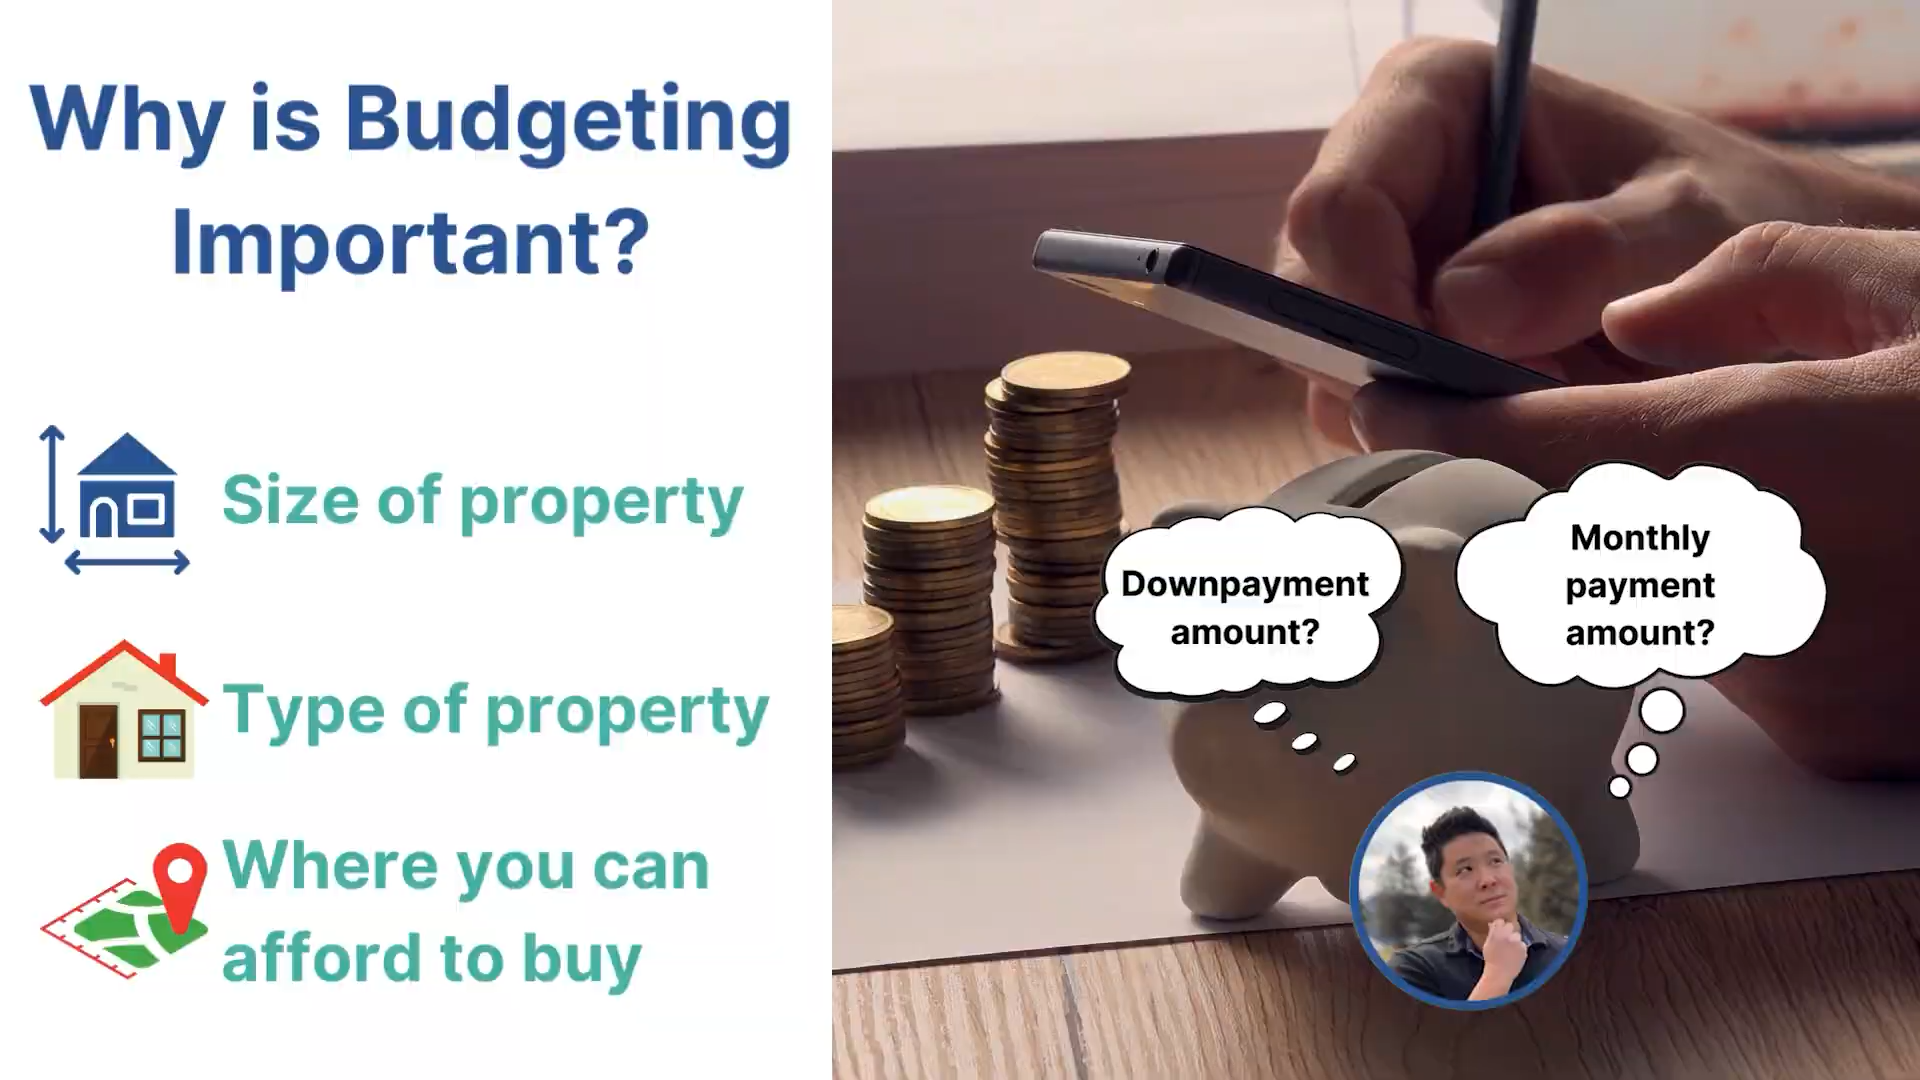 Why is Budgeting
Important?
Size of property
Type of property
Where you can
afford to buy
Downpayment
amount?
Monthly
payment
amount?